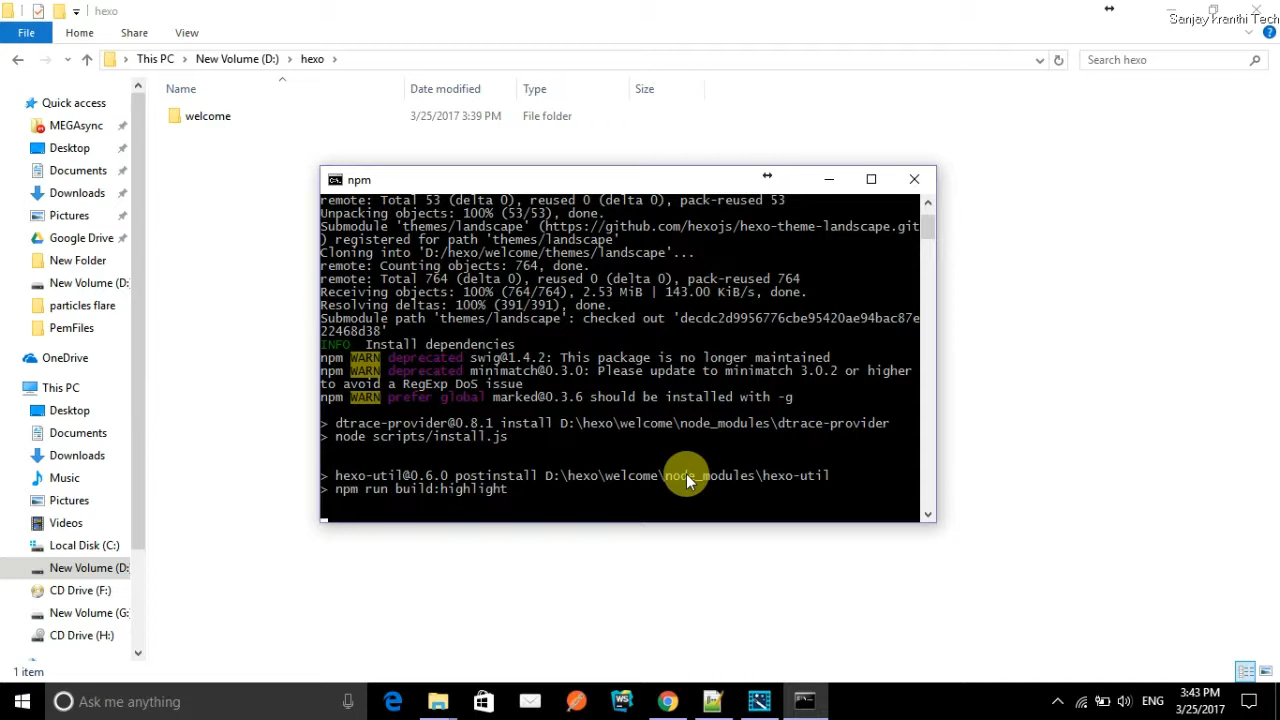 hexo
Sanjay kranthi Tech
File
Home
Share
View
This PC
New Volume (D:)
hexo
Search hexo
Name
Date modified
Type
Size
welcome
3/25/2017 3:39 PM
File folder
Quick access
MEGAsync
Desktop
Documents
Downloads
Pictures
Google Drive
New Folder
New Volume (D:
particles flare
PemFiles
OneDrive
This PC
Desktop
Documents
Downloads
Music
Pictures
Videos
Local Disk (C:)
New Volume (D:
CD Drive (F:)
New Volume (G:
CD Drive (H:)
npm
remote: Total 53 (delta 0), reused 0 (delta 0), pack-reused 53
Unpacking objects: 100% (53/53), done.
Submodule 'themes/landscape' (https://github.com/hexojs/hexo-theme-landscape.git
) registered for path 'themes/landscape'
Cloning into 'D:/hexo/welcome/themes/landscape'...
remote: Counting objects: 764, done.
remote: Total 764 (delta 0), reused 0 (delta 0), pack-reused 764
Receiving objects: 100% (764/764), 2.53 MiB | 143.00 KiB/s, done.
Resolving deltas: 100% (391/391), done.
Submodule path 'themes/landscape': checked out 'decdc2d9956776cbe95420ae94bac87e
22468d38'
INFO  Install dependencies
npm WARN deprecated swig@1.4.2: This package is no longer maintained
npm WARN deprecated minimatch@0.3.0: Please update to minimatch 3.0.2 or higher
to avoid a RegExp DoS issue
npm WARN prefer global marked@0.3.6 should be installed with -g
> dtrace-provider@0.8.1 install D:\hexo\welcome\node_modules\dtrace-provider
> node scripts/install.js
> hexo-util@0.6.0 postinstall D:\hexo\welcome\node_modules\hexo-util
> npm run build:highlight
1 item
Ask me anything
ENG
3:43 PM
3/25/2017